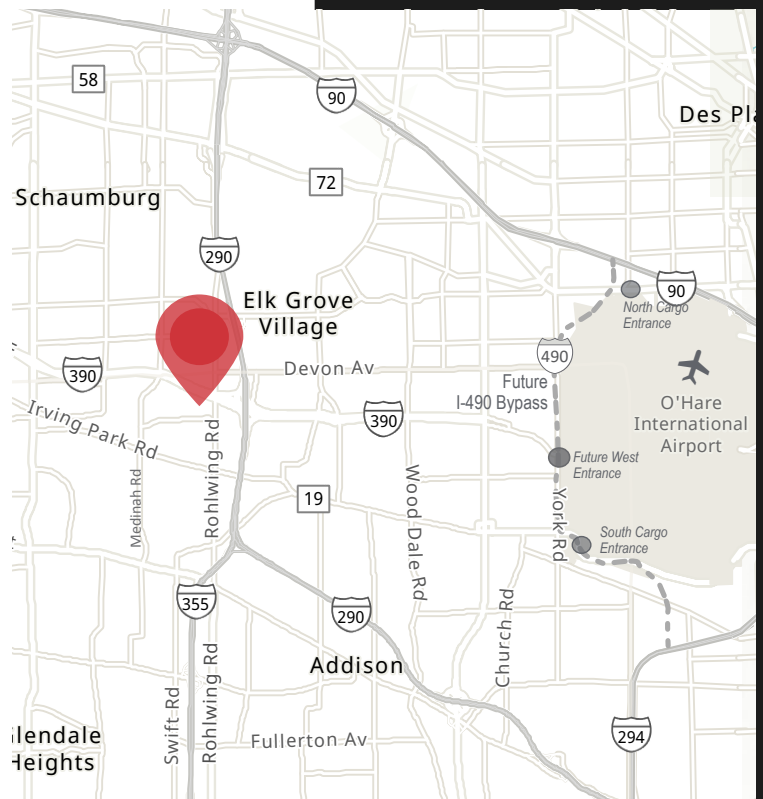 58
90
Des Pla
72
Schaumburg
290
90
North Cargo
Entrance
Elk Grove
Village
490
Devon Av
390
Future
I-490 Bypass
O'Hare
International
Airport
Irving Park Rd
390
Rohlwing Rd
Future West
Entrance
Medinah Rd
Wood Dale Rd
19
York Rd
South Cargo
Entrance
355
290
Church Rd
Addison
Rohlwing Rd
Swift Rd
Glendale
Heights
Fullerton Av
294